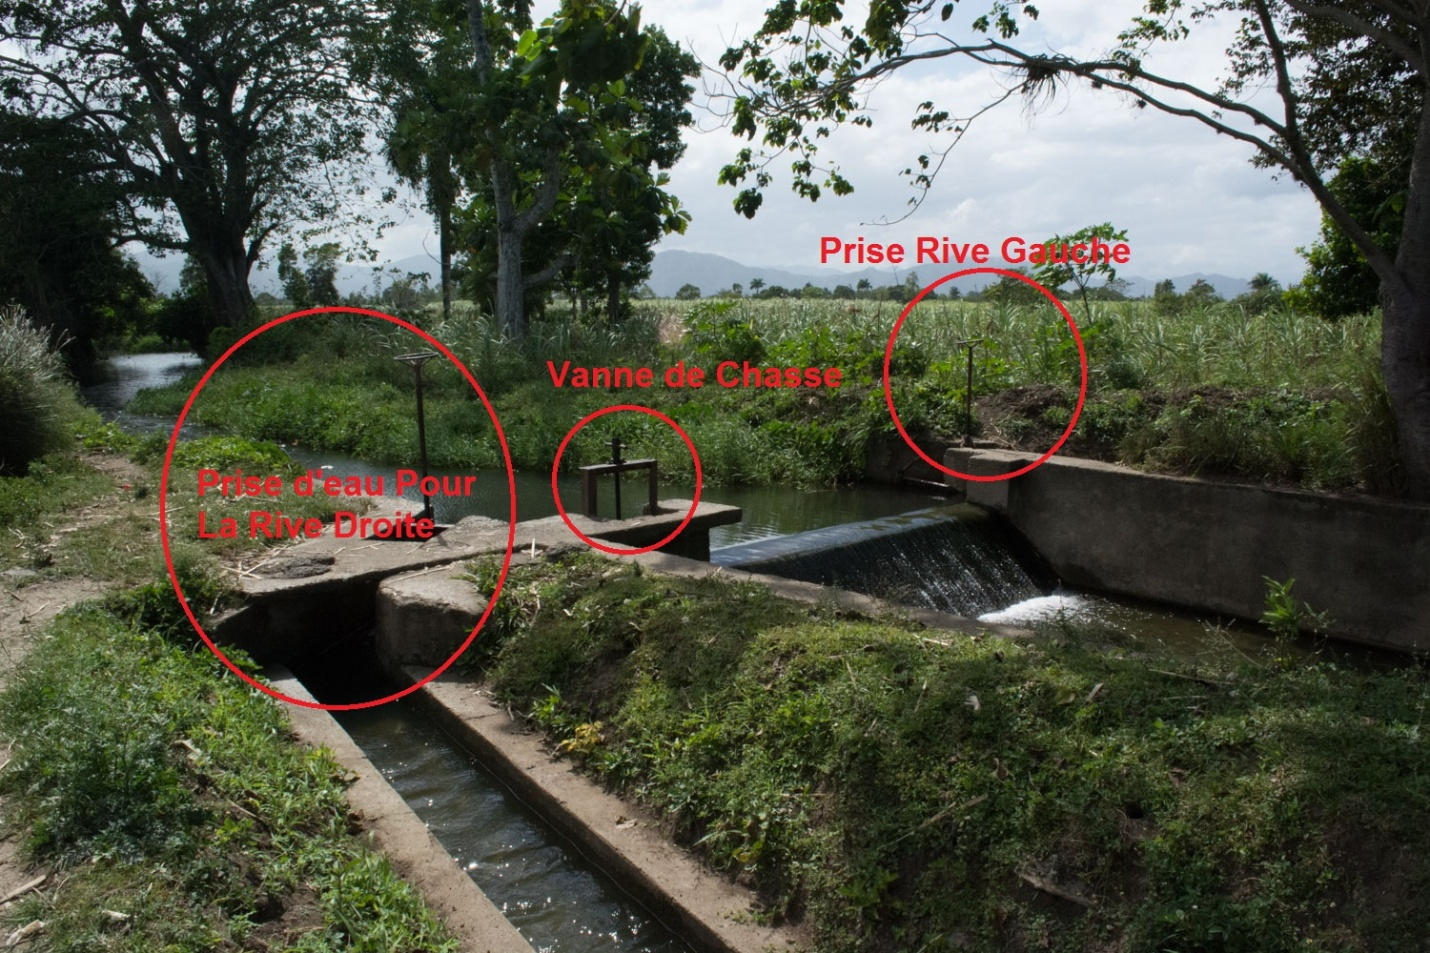 Prise Rive Gauche
Vanne de Chasse
Prise d'eau Pour
La Rive Droite